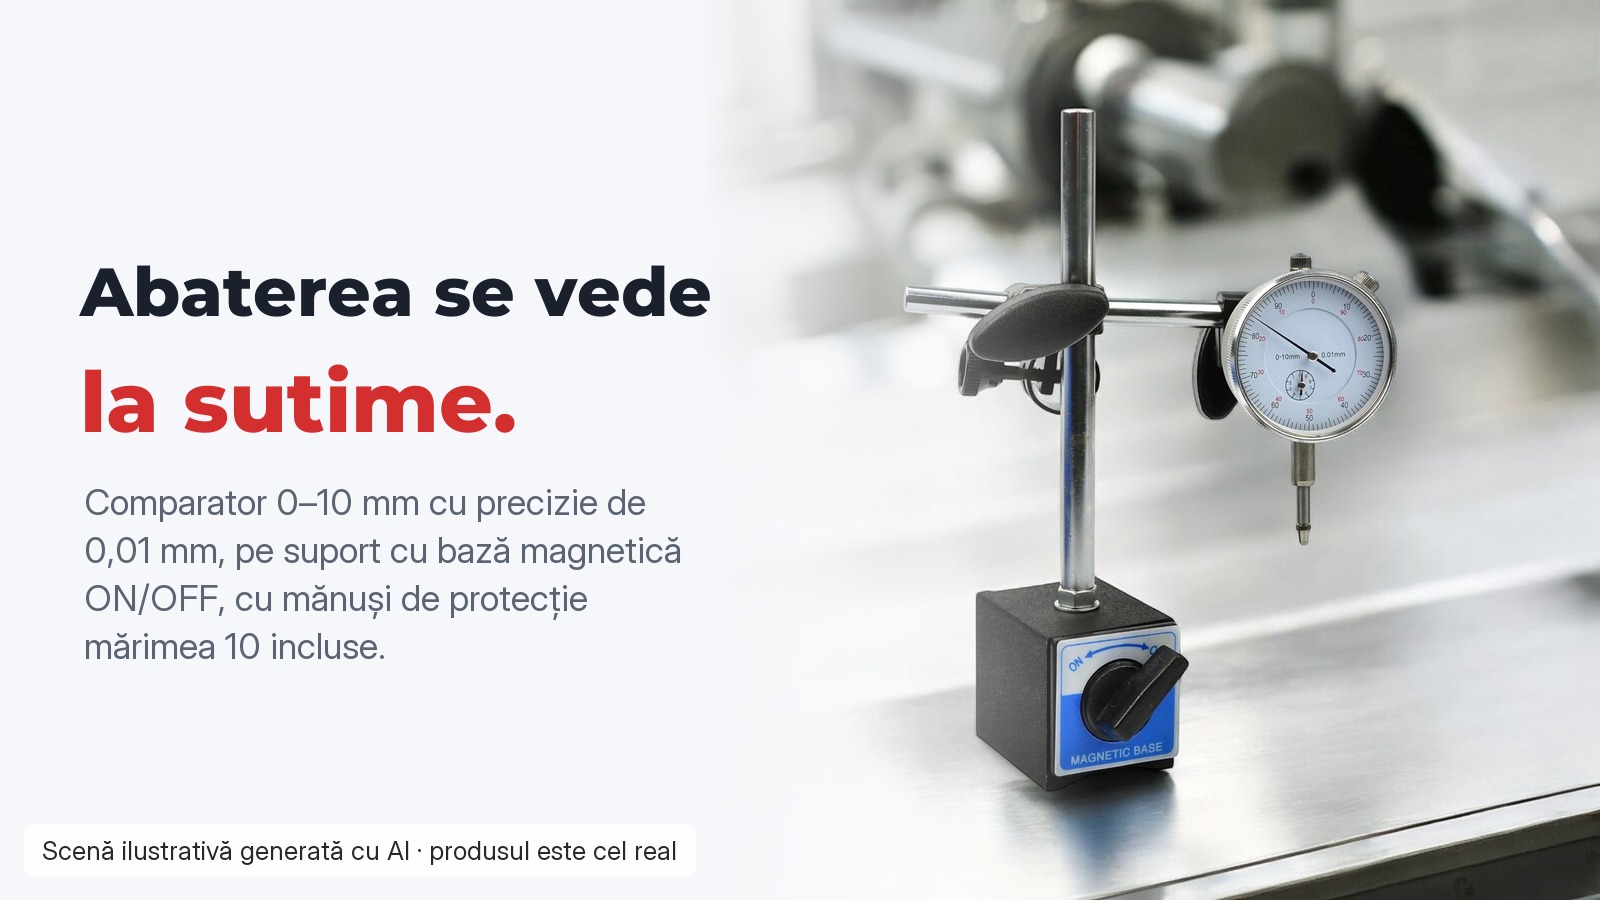 Abaterea se vede
la sutime.
Comparator 0–10 mm cu precizie de
0,01 mm, pe suport cu bază magnetică
ON/OFF, cu mănuși de protecție
mărimea 10 incluse.
0-10mm 0.01mm
ON
MAGNETIC BASE
Scenă ilustrativă generată cu AI · produsul este cel real